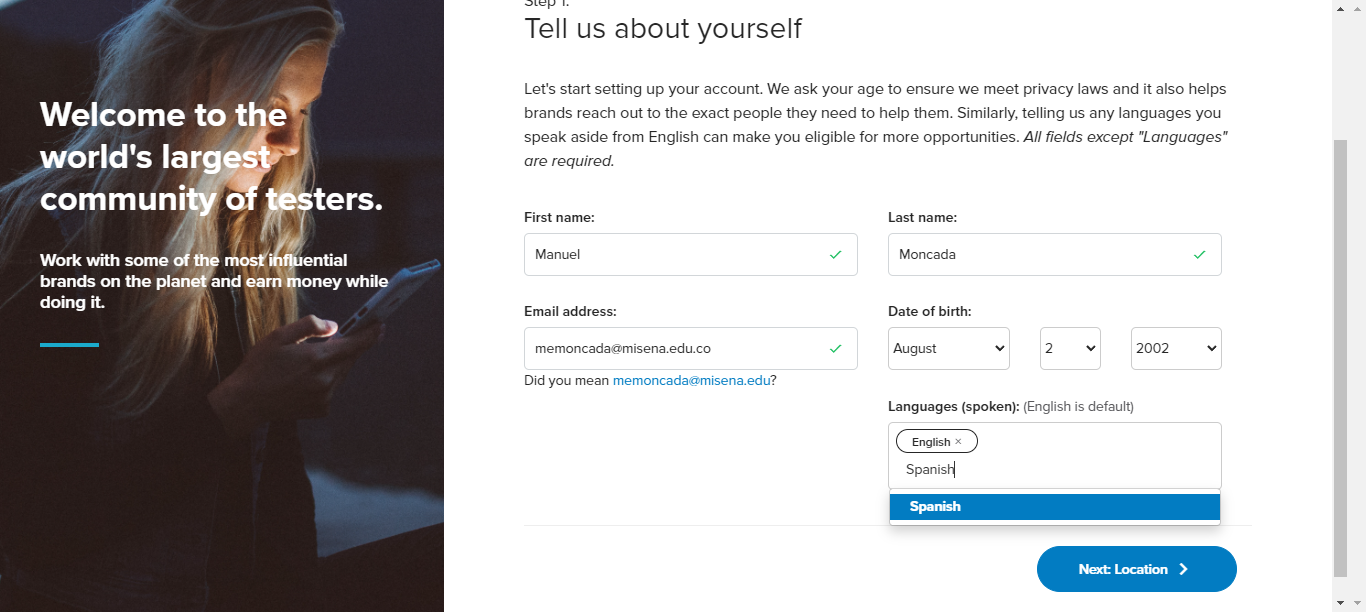 Step 1:
Tell us about yourself
Welcome to the
world's largest
community of testers.
Work with some of the most influential
brands on the planet and earn money while
doing it.
Let's start setting up your account. We ask your age to ensure we meet privacy laws and it also helps
brands reach out to the exact people they need to help them. Similarly, telling us any languages you
speak aside from English can make you eligible for more opportunities. All fields except "Languages"
are required.
First name:
Last name:
Manuel
Moncada
Email address:
Date of birth:
memoncada@misena.edu.co
August
2
2002
Did you mean memoncada@misena.edu?
Languages (spoken): (English is default)
English ×
Spanish
Spanish
Next: Location